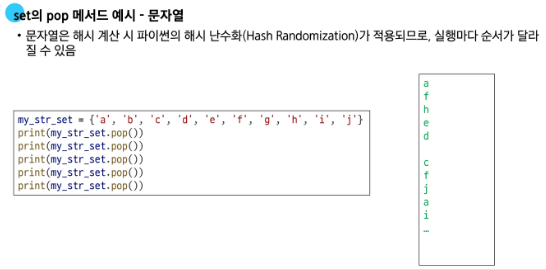 set의 pop 메서드 예시 - 문자열
• 문자열은 해시 계산 시 파이썬의 해시 난수화(Hash Randomization)가 적용되므로, 실행마다 순서가 달라
질 수 있음
my_str_set = {'a', 'b', 'c', 'd', 'e', 'f', 'g', 'h', 'i', 'j'}
print(my_str_set.pop())
print(my_str_set.pop())
print(my_str_set.pop())
print(my_str_set.pop())
print(my_str_set.pop())
a
f
h
e
d
c
f
j
a
i
…